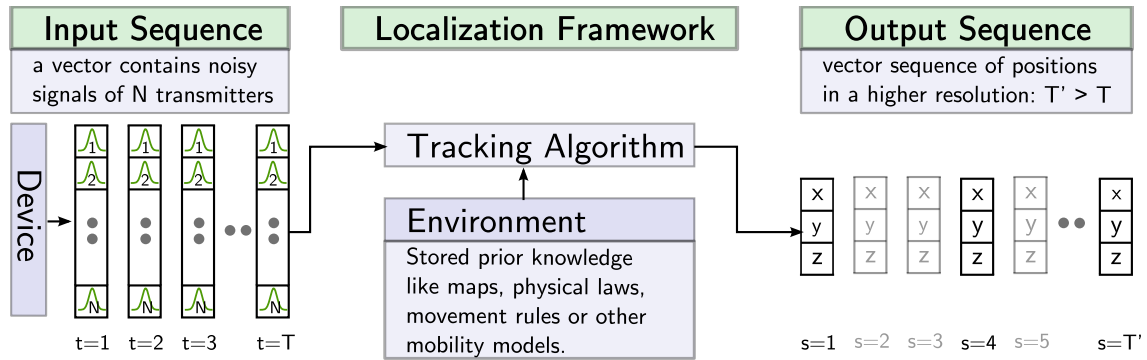 Input Sequence
a vector contains noisy
signals of N transmitters
Localization Framework
Output Sequence
vector sequence of positions
in a higher resolution: T' > T
Device
1 1 1 1
2 2 2 2
N N N N
t=1 t=2 t=3 t=T
Tracking Algorithm
Environment
Stored prior knowledge
like maps, physical laws,
movement rules or other
mobility models.
x x x x x x
y y y y y y
z z z z z z
s=1 s=2 s=3 s=4 s=5 s=T'